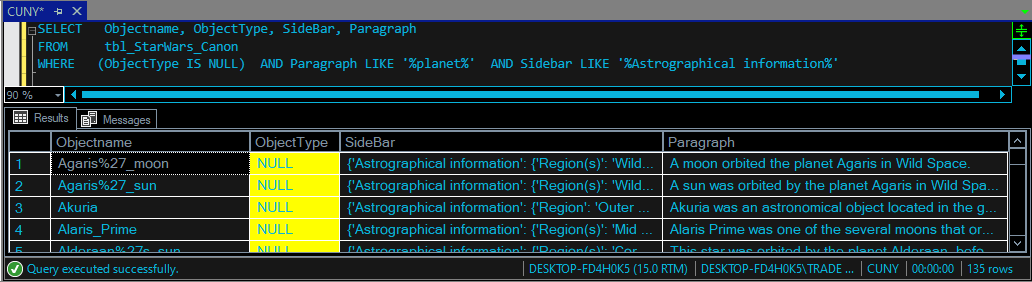 CUNY*
SELECT Objectname, ObjectType, SideBar, Paragraph
FROM tbl_StarWars_Canon
WHERE (ObjectType IS NULL) AND Paragraph LIKE '%planet%' AND Sidebar LIKE '%Astrographical information%'
90 %
Results Messages
Objectname ObjectType SideBar Paragraph
1 Agaris%27_moon NULL {'Astrographical information': {'Region(s)': 'Wild... A moon orbited the planet Agaris in Wild Space.
2 Agaris%27_sun NULL {'Astrographical information': {'Region(s)': 'Wild... A sun was orbited by the planet Agaris in Wild Spa...
3 Akuria NULL {'Astrographical information': {'Region': 'Outer ... Akuria was an astronomical object located in the g...
4 Alaris_Prime NULL {'Astrographical information': {'Region(s)': 'Mid ... Alaris Prime was one of the several moons that or...
5 Alderaan%27s_sun NULL {'Astrographical information': {'Region(s)': 'Cor... This star was orbited by the planet Alderaan, befo...
Query executed successfully. DESKTOP-FD4H0K5 (15.0 RTM) DESKTOP-FD4H0K5\TRADE ... CUNY 00:00:00 135 rows